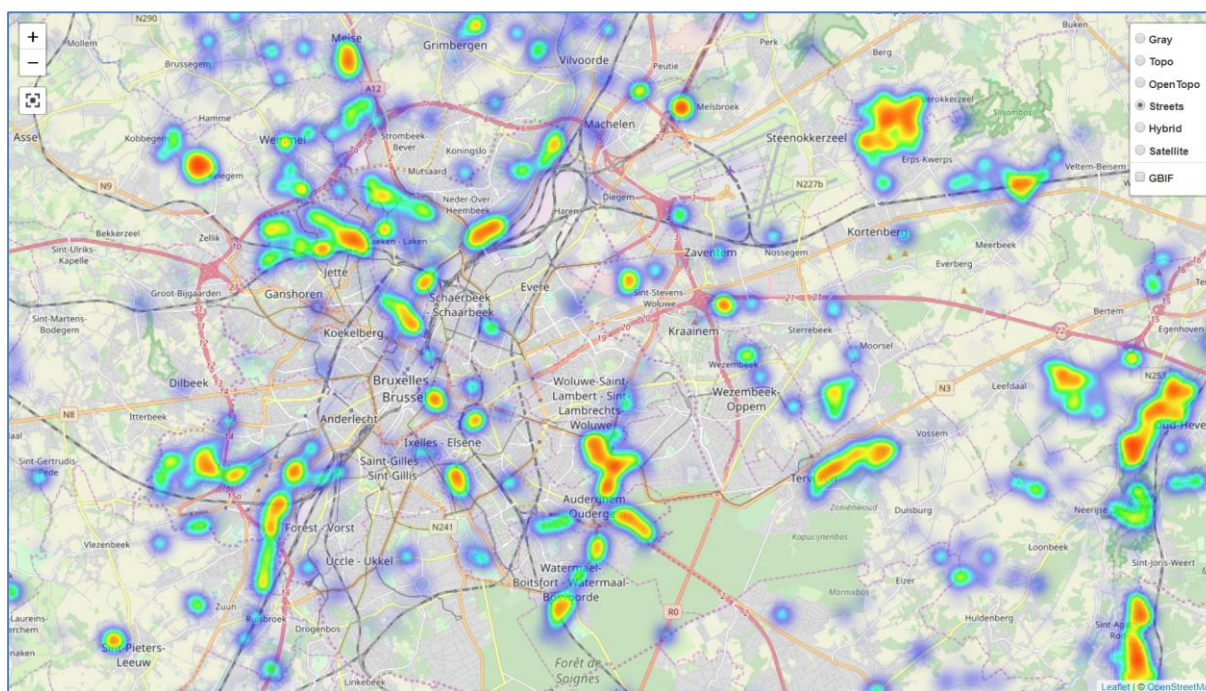 N290
Mollem
Brussegem
Meise
Grimbergen
Vilvoorde
Peutie
Perk
Berg
Buken
+
−
Gray
Topo
OpenTopo
Streets
Hybrid
Satellite
GBIF
A12
Hamme
Kobbegem
Asse
Strombeek
Bever
Koningslo
Machelen
Melsbroek
Steenokkerzeel
Erps-Kwerps
Veltem-Beisem
N9
Mutsaard
Neder-Over
Heembeek
Haren
Diegem
N227b
Kortenberg
Meerbeek
Everberg
Bekkerzeel
Zellik
Sint-Ulriks-
Kapelle
Groot-Bijgaarden
Jette
Ganshoren
Schaerbeek
- Schaarbeek
Evere
Zaventem
Nossegem
Sint-Stevens-
Woluwe
Kraainem
Sterrebeek
Moorsel
Bertem
Egenhoven
Sint-Martens-
Bodegem
Koekelberg
Dilbeek
Itterbeek
N8
Bruxelles
Anderlecht
Woluwe-Saint-
Lambert - Sint-
Lambrechts-
Woluwe
Wezembeek
Wezembeek-
Oppem
N3
Leefdaal
N253
Vossem
Ixelles - Elsene
Saint-Gilles
Sint-Gillis
Sint-Gertrudis-
Pede
Auderghem
N241
Forest - Vorst
Uccle - Ukkel
Vlezenbeek
Duisburg
Neerijse
Kapucijnenbos
Loonbeek
Sint-Joris-Weert
Watermael-
Boitsfort - Watermaal-
Eizer
Marnixbos
Huldenberg
Zuun
Ruisbroek
Drogenbos
Sint-Pieters-
Leeuw
Linkebeek
R0
Forêt de
Soignes
Leaflet | © OpenStreetMa